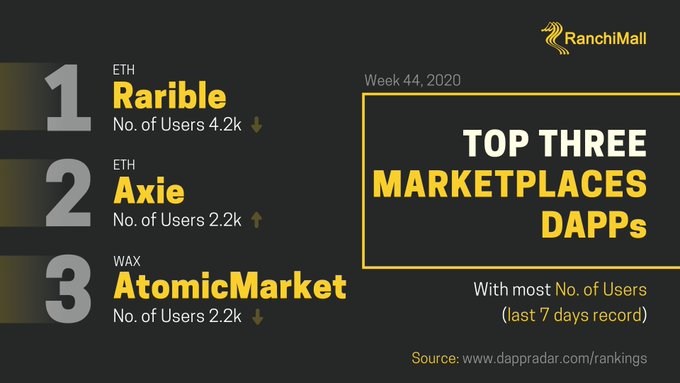 RanchiMall
1
ETH
Rarible
No. of Users 4.2k
2
ETH
Axie
No. of Users 2.2k
3
WAX
AtomicMarket
No. of Users 2.2k
Week 44, 2020
TOP THREE
MARKETPLACES
DAPPs
With most No. of Users
(last 7 days record)
Source: www.dappradar.com/rankings